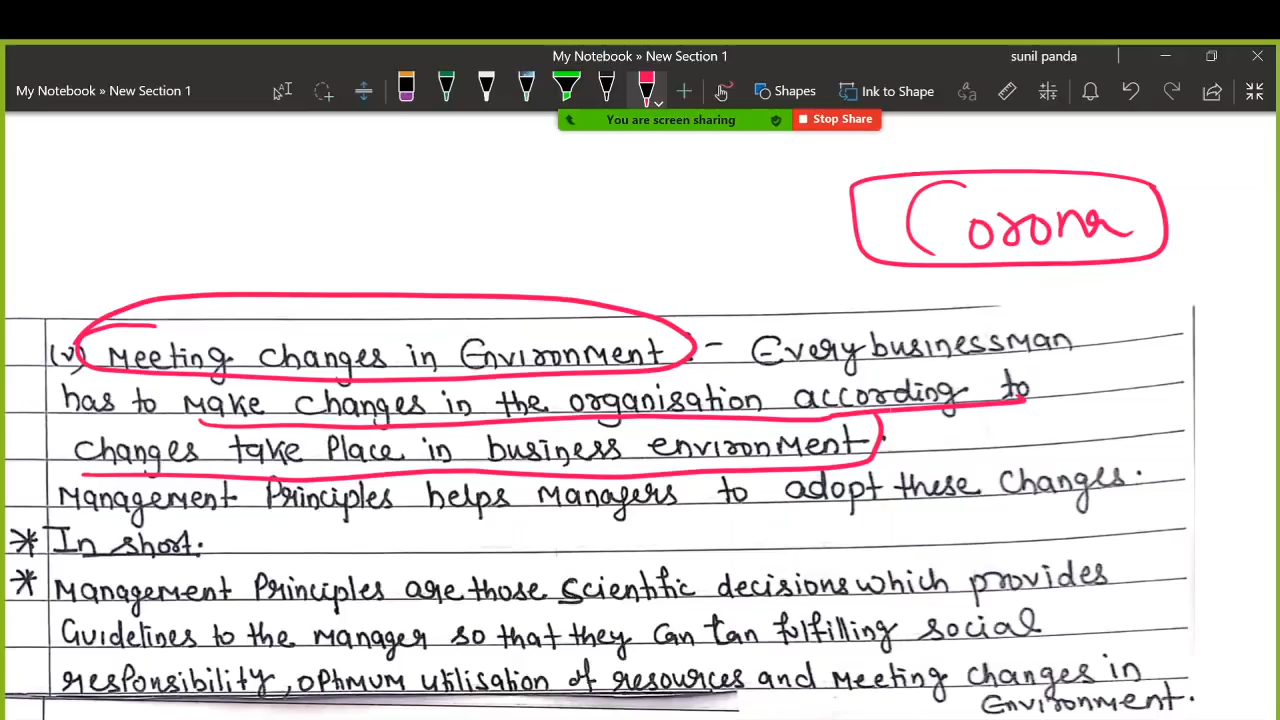 My Notebook » New Section 1
sunil panda
My Notebook » New Section 1
Shapes
Ink to Shape
You are screen sharing
Stop Share
Corona
(v) Meeting changes in Environment :- Every businessman
has to make changes in the organisation according to
changes take place in business environment.
Management Principles helps Managers to adopt these changes.
* In short.
* Management Principles are those scientific decisions which provides
Guidelines to the manager so that they can tan fulfilling social
responsibility, optimum utilisation of resources and meeting changes in
Environment.